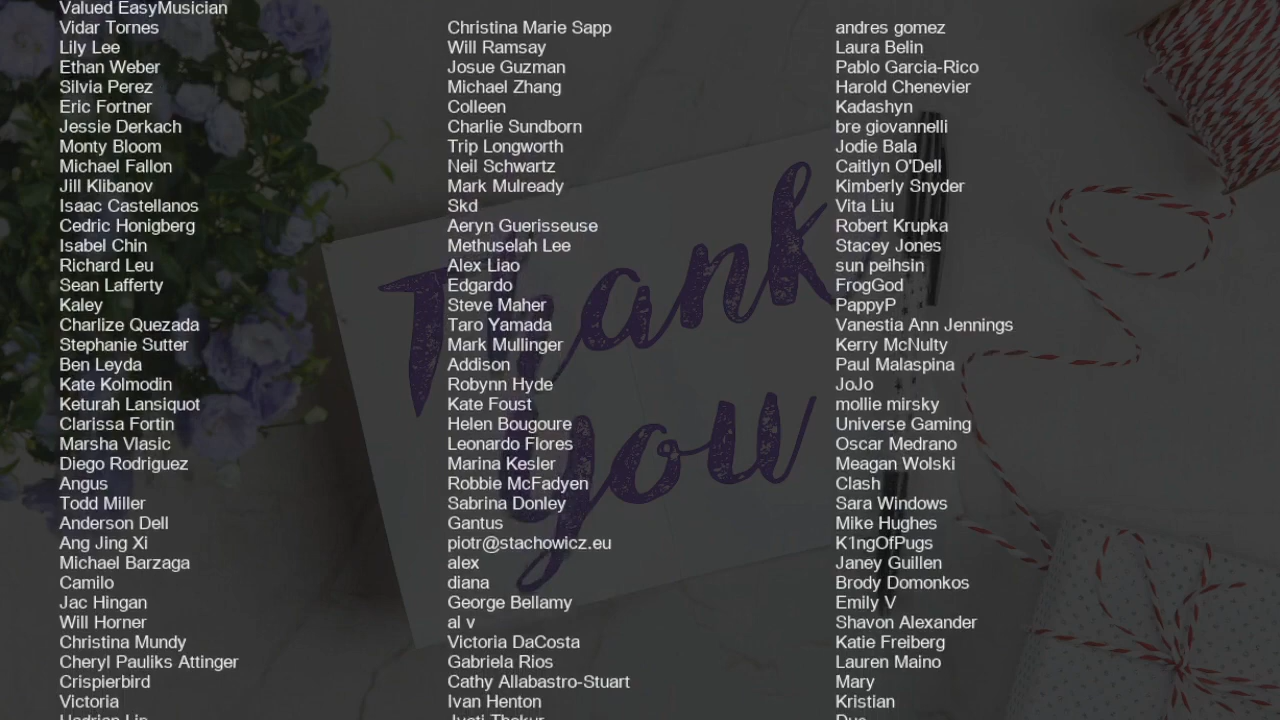 Valued EasyMusician
Vidar Tornes
Lily Lee
Ethan Weber
Silvia Perez
Eric Fortner
Jessie Derkach
Monty Bloom
Michael Fallon
Jill Klibanov
Isaac Castellanos
Cedric Honigberg
Isabel Chin
Richard Leu
Sean Lafferty
Kaley
Charlize Quezada
Stephanie Sutter
Ben Leyda
Kate Kolmodin
Keturah Lansiquot
Clarissa Fortin
Marsha Vlasic
Diego Rodriguez
Angus
Todd Miller
Anderson Dell
Ang Jing Xi
Michael Barzaga
Camilo
Jac Hingan
Will Horner
Christina Mundy
Cheryl Pauliks Attinger
Crispierbird
Victoria
Christina Marie Sapp
Will Ramsay
Josue Guzman
Michael Zhang
Colleen
Charlie Sundborn
Trip Longworth
Neil Schwartz
Mark Mulready
Skd
Aeryn Guerisseuse
Methuselah Lee
Alex Liao
Edgardo
Steve Maher
Taro Yamada
Mark Mullinger
Addison
Robynn Hyde
Kate Foust
Helen Bougoure
Leonardo Flores
Marina Kesler
Robbie McFadyen
Sabrina Donley
Gantus
piotr@stachowicz.eu
alex
diana
George Bellamy
al v
Victoria DaCosta
Gabriela Rios
Cathy Allabastro-Stuart
Ivan Henton
andres gomez
Laura Belin
Pablo Garcia-Rico
Harold Chenevier
Kadashyn
bre giovannelli
Jodie Bala
Caitlyn O'Dell
Kimberly Snyder
Vita Liu
Robert Krupka
Stacey Jones
sun peihsin
FrogGod
PappyP
Vanestia Ann Jennings
Kerry McNulty
Paul Malaspina
JoJo
mollie mirsky
Universe Gaming
Oscar Medrano
Meagan Wolski
Clash
Sara Windows
Mike Hughes
K1ngOfPugs
Janey Guillen
Brody Domonkos
Emily V
Shavon Alexander
Katie Freiberg
Lauren Maino
Mary
Kristian
Thank
you